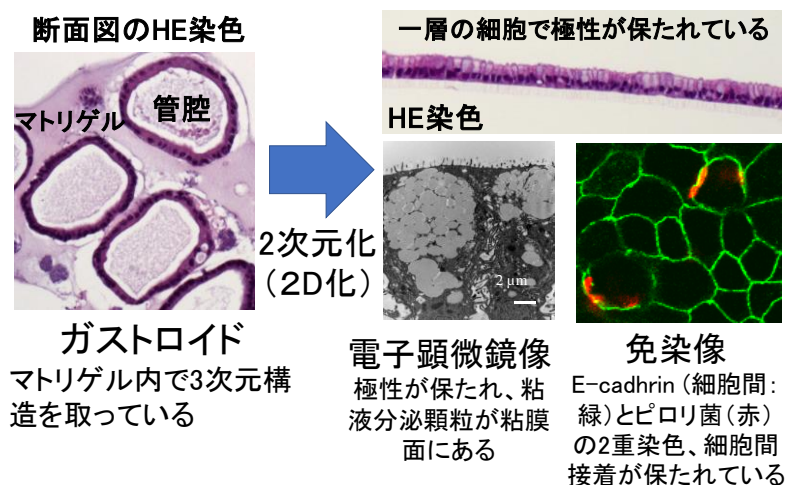 断面図のHE染色
マトリゲル
管腔
ガストロイド
マトリゲル内で3次元構
造を取っている
2次元化
（２D化）
一層の細胞で極性が保たれている
HE染色
2 μm
電子顕微鏡像
極性が保たれ、粘
液分泌顆粒が粘膜
面にある
免染像
E-cadhrin（細胞間：
緑）とピロリ菌（赤）
の2重染色、細胞間
接着が保たれている